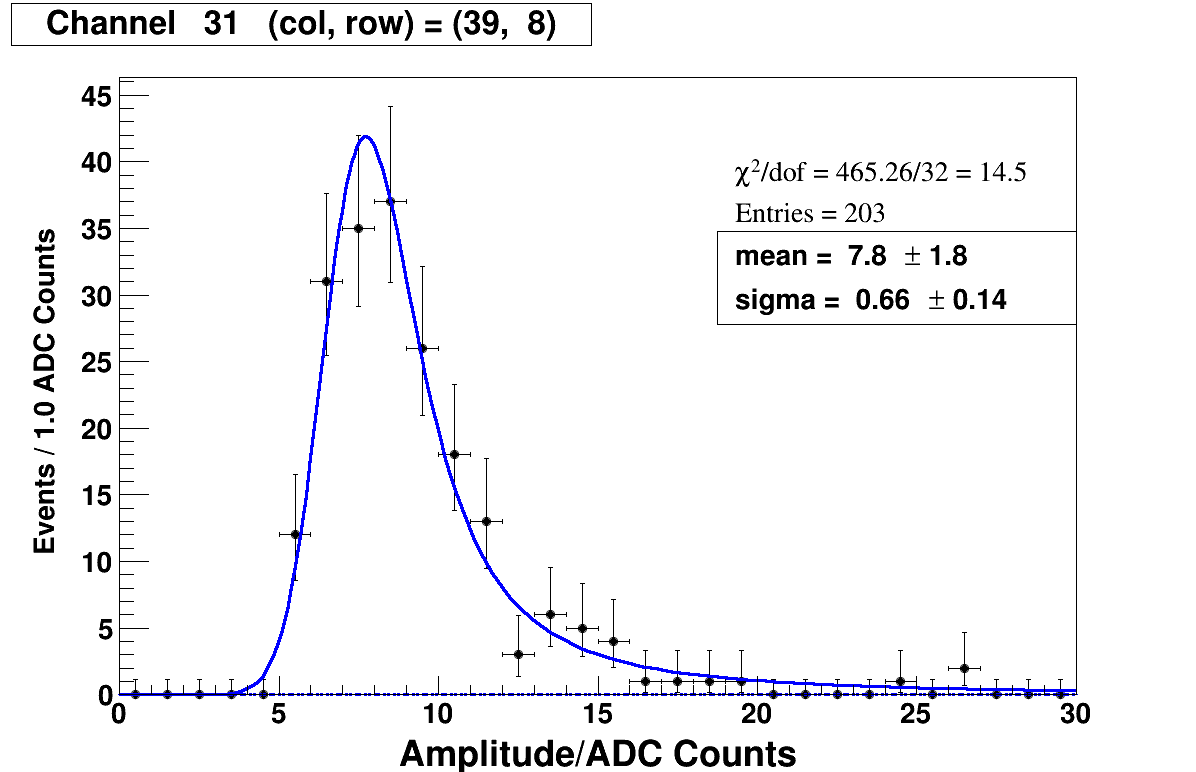 Channel 31 (col, row) = (39, 8)
χ²/dof = 465.26/32 = 14.5
Entries = 203
mean = 7.8 ± 1.8
sigma = 0.66 ± 0.14
Events / 1.0 ADC Counts
45
40
35
30
25
20
15
10
5
0
0 5 10 15 20 25 30
Amplitude/ADC Counts